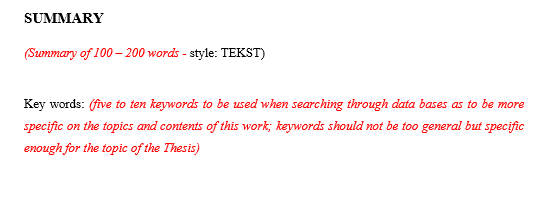 SUMMARY
(Summary of 100 – 200 words - style: TEKST)
Key words: (five to ten keywords to be used when searching through data bases as to be more
specific on the topics and contents of this work; keywords should not be too general but specific
enough for the topic of the Thesis)